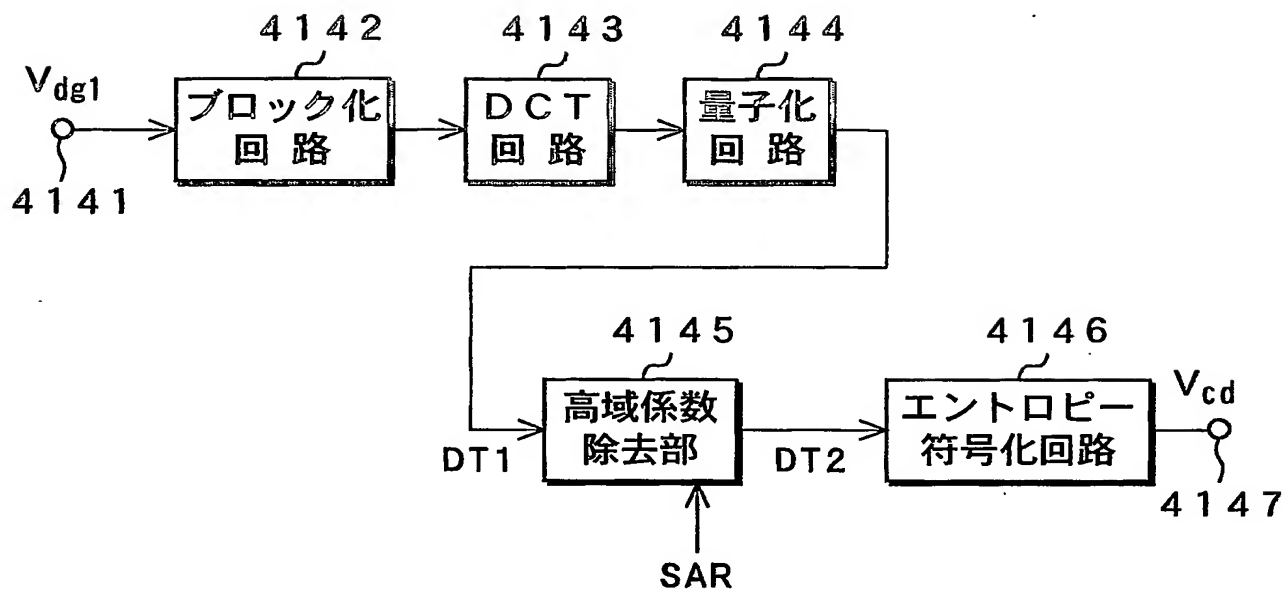 4142
4143
4144
Vdg1
ブロック化
回路
DCT
回路
量子化
回路
4141
4145
4146
高域係数
除去部
エントロピー
符号化回路
Vcd
DT1
DT2
4147
SAR